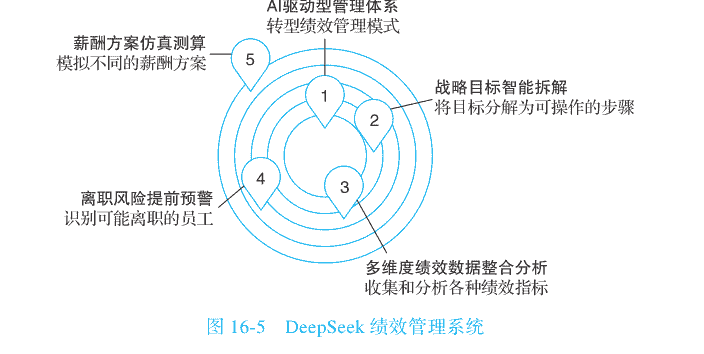 AI驱动型管理体系
转型绩效管理模式
薪酬方案仿真测算
模拟不同的薪酬方案
5
1
战略目标智能拆解
将目标分解为可操作的步骤
2
离职风险提前预警
识别可能离职的员工
4
3
多维度绩效数据整合分析
收集和分析各种绩效指标
图 16-5 DeepSeek 绩效管理系统